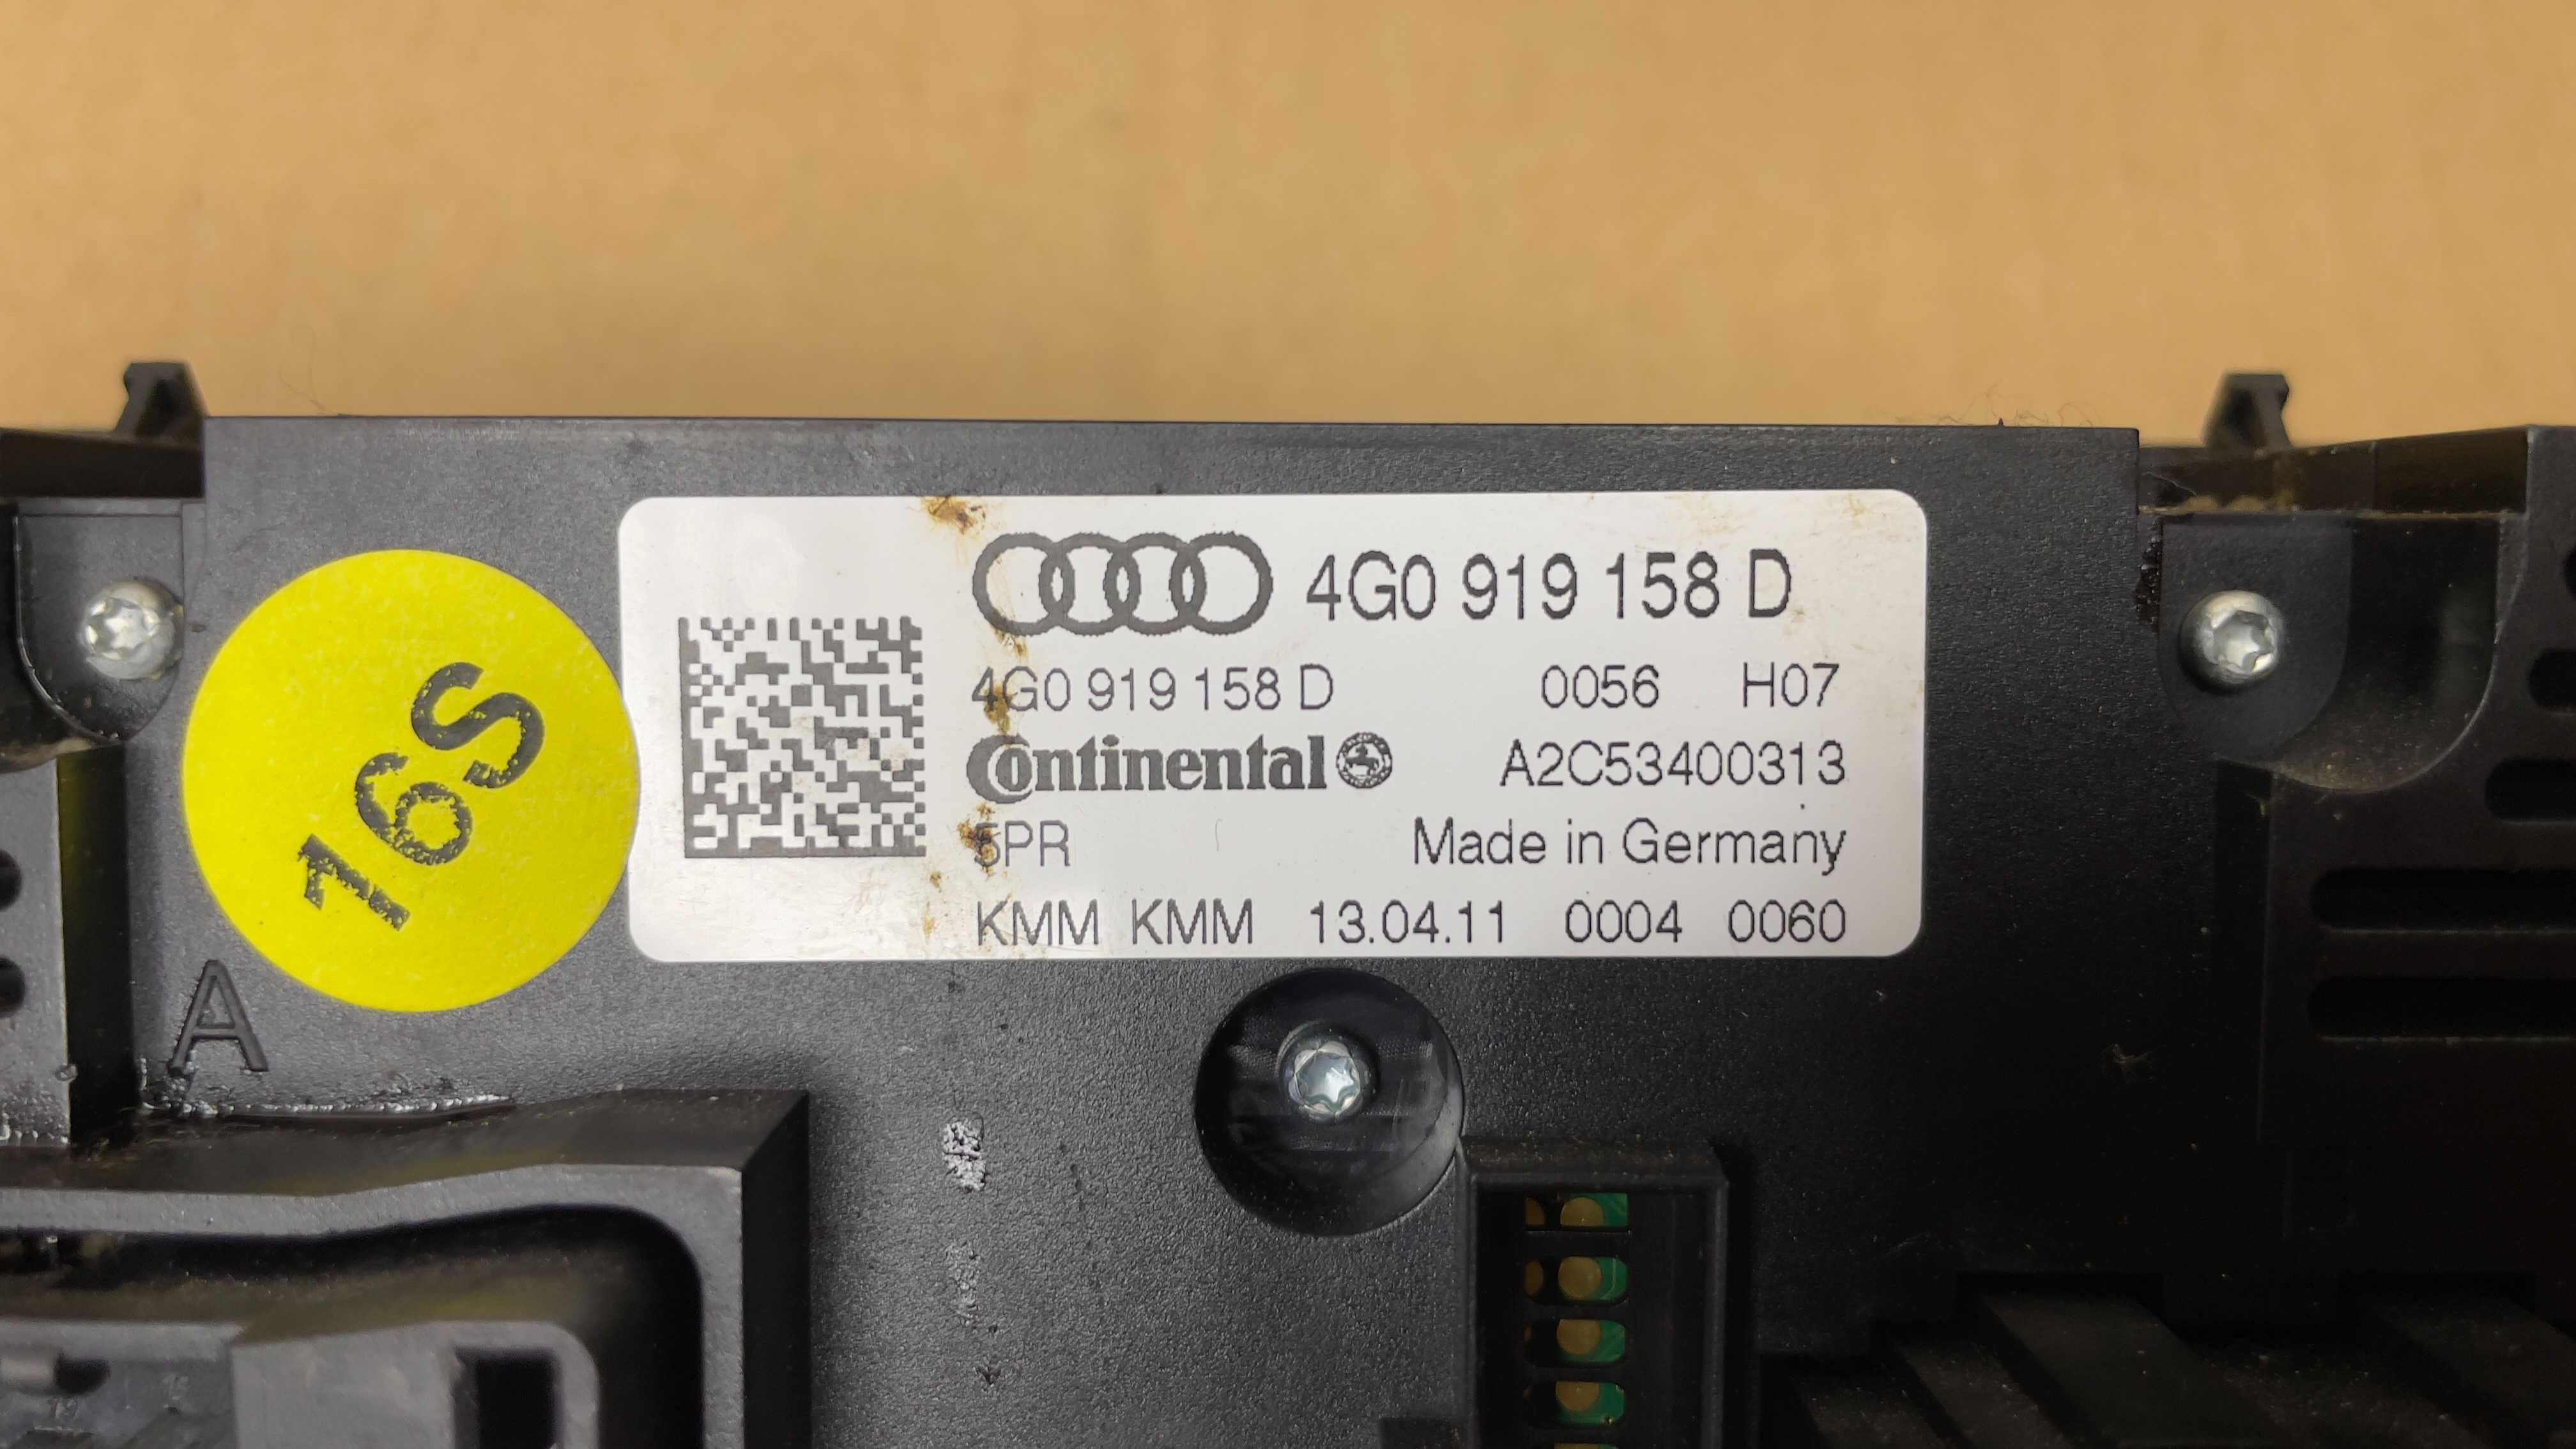 4G0 919 158 D
4G0 919 158 D 0056 H07
Continental A2C53400313
5PR Made in Germany
KMM KMM 13.04.11 0004 0060
16S
A
19